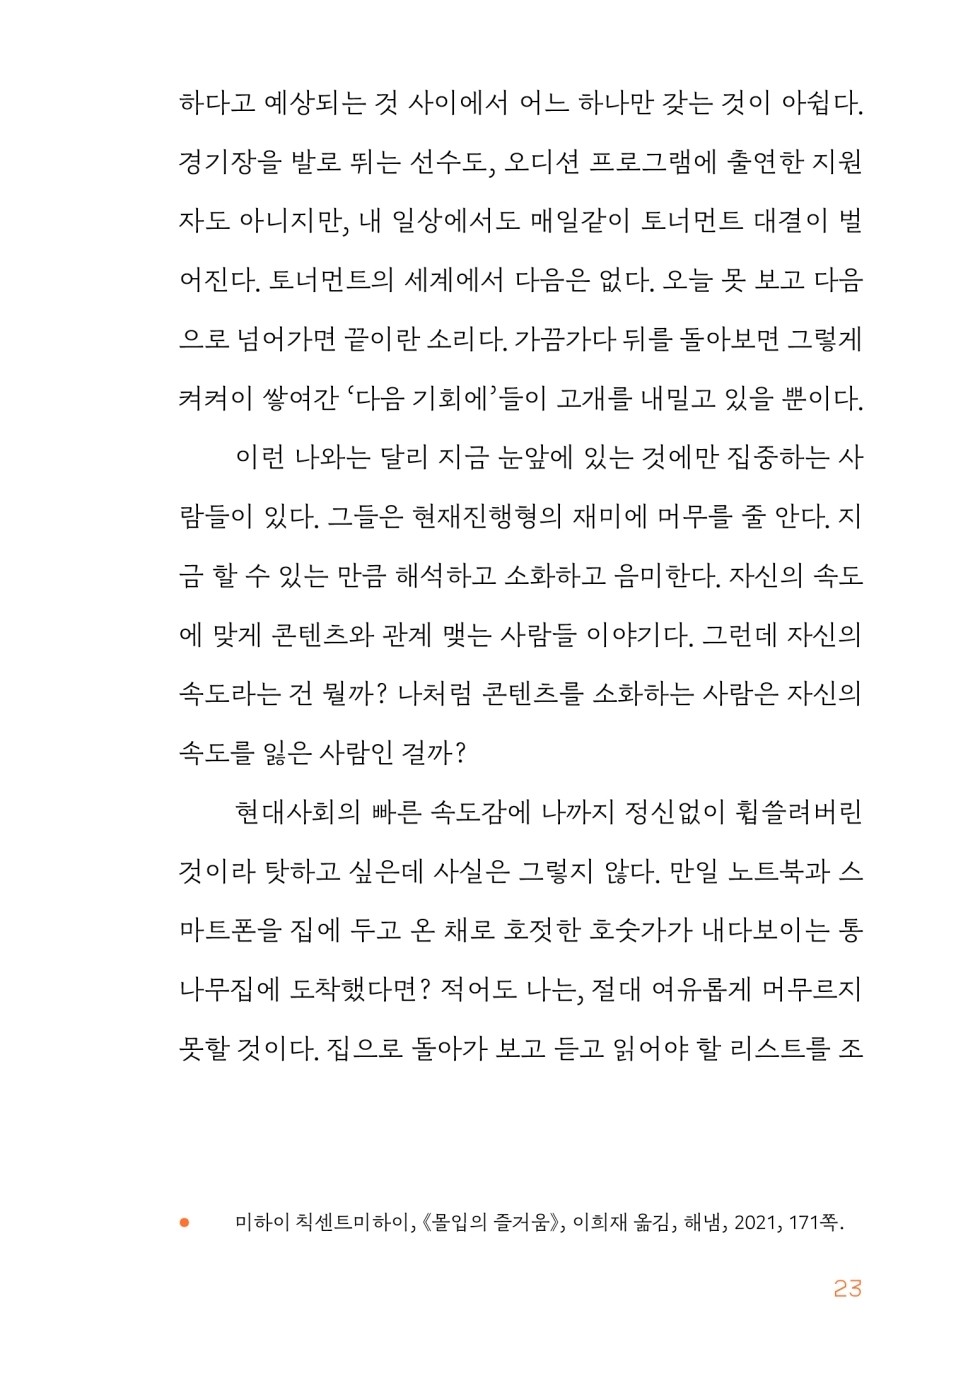 하다고 예상되는 것 사이에서 어느 하나만 갖는 것이 아쉽다.
경기장을 발로 뛰는 선수도, 오디션 프로그램에 출연한 지원
자도 아니지만, 내 일상에서도 매일같이 토너먼트 대결이 벌
어진다. 토너먼트의 세계에서 다음은 없다. 오늘 못 보고 다음
으로 넘어가면 끝이란 소리다. 가끔가다 뒤를 돌아보면 그렇게
켜켜이 쌓여간 ‘다음 기회에’들이 고개를 내밀고 있을 뿐이다.
이런 나와는 달리 지금 눈앞에 있는 것에만 집중하는 사
람들이 있다. 그들은 현재진행형의 재미에 머무를 줄 안다. 지
금 할 수 있는 만큼 해석하고 소화하고 음미한다. 자신의 속도
에 맞게 콘텐츠와 관계 맺는 사람들 이야기다. 그런데 자신의
속도라는 건 뭘까? 나처럼 콘텐츠를 소화하는 사람은 자신의
속도를 잃은 사람인 걸까?
현대사회의 빠른 속도감에 나까지 정신없이 휩쓸려버린
것이라 탓하고 싶은데 사실은 그렇지 않다. 만일 노트북과 스
마트폰을 집에 두고 온 채로 호젓한 호숫가가 내다보이는 통
나무집에 도착했다면? 적어도 나는, 절대 여유롭게 머무르지
못할 것이다. 집으로 돌아가 보고 듣고 읽어야 할 리스트를 조
● 미하이 칙센트미하이, 《몰입의 즐거움》, 이희재 옮김, 해냄, 2021, 171쪽.
23